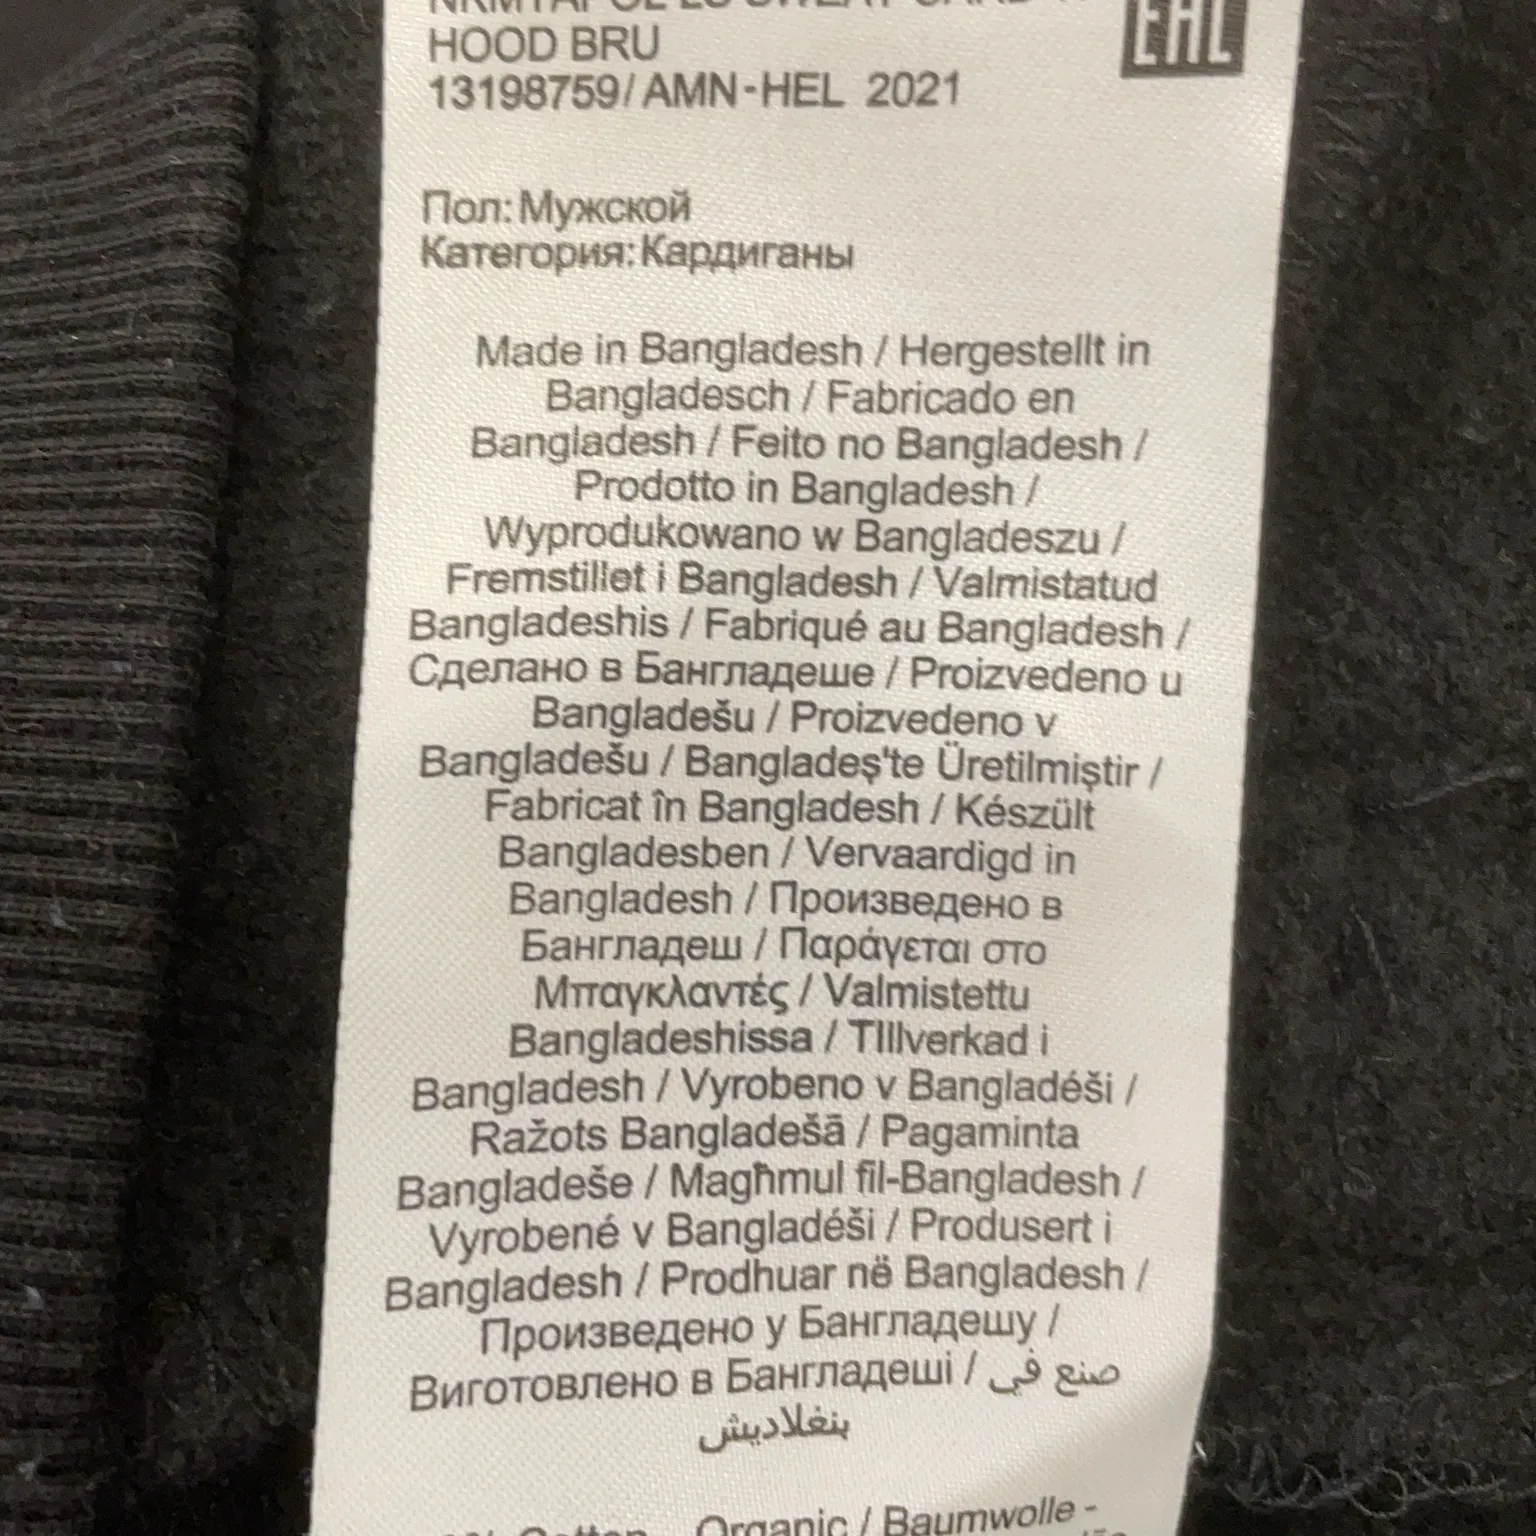 HOOD BRU
EAC
13198759/ AMN-HEL 2021
Пол: Мужской
Категория: Кардиганы
Made in Bangladesh / Hergestellt in
Bangladesch / Fabricado en
Bangladesh / Feito no Bangladesh /
Prodotto in Bangladesh /
Wyprodukowano w Bangladeszu /
Fremstillet i Bangladesh / Valmistatud
Bangladeshis / Fabriqué au Bangladesh /
Сделано в Бангладеше / Proizvedeno u
Bangladešu / Proizvedeno v
Bangladešu / Bangladeş'te Üretilmiştir /
Fabricat în Bangladesh / Készült
Bangladesben / Vervaardigd in
Bangladesh / Произведено в
Бангладеш / Παράγεται στο
Μπαγκλαντές / Valmistettu
Bangladeshissa / TIllverkad i
Bangladesh / Vyrobeno v Bangladéši /
Ražots Bangladešā / Pagaminta
Bangladeše / Magħmul fil-Bangladesh /
Vyrobené v Bangladéši / Produsert i
Bangladesh / Prodhuar në Bangladesh /
Произведено у Бангладешу /
Виготовлено в Бангладеші / صنع في
بنغلاديش
Organic / Baumwolle -